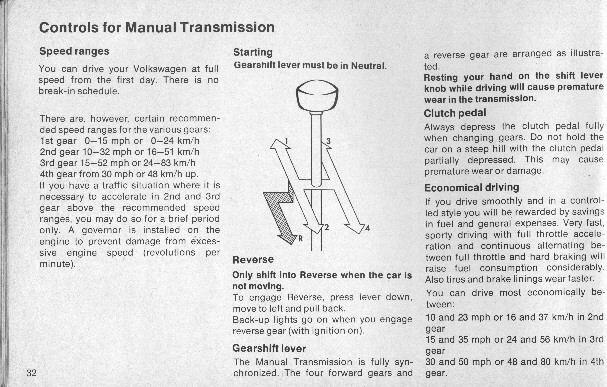 Controls for Manual Transmission
Speed ranges
You can drive your Volkswagen at full
speed from the first day. There is no
break-in schedule.
There are, however, certain recommen-
ded speed ranges for the various gears:
1st gear 0–15 mph or 0–24 km/h
2nd gear 10–32 mph or 16–51 km/h
3rd gear 15–52 mph or 24–83 km/h
4th gear from 30 mph or 48 km/h up.
If you have a traffic situation where it is
necessary to accelerate in 2nd and 3rd
gear above the recommended speed
ranges, you may do so for a brief period
only. A governor is installed on the
engine to prevent damage from exces-
sive engine speed (revolutions per
minute).
32
Starting
Gearshift lever must be in Neutral.
1
3
2
4
R
Reverse
Only shift into Reverse when the car is
not moving.
To engage Reverse, press lever down,
move to left and pull back.
Back-up lights go on when you engage
reverse gear (with ignition on).
Gearshift lever
The Manual Transmission is fully syn-
chronized. The four forward gears and
a reverse gear are arranged as illustra-
ted.
Resting your hand on the shift lever
knob while driving will cause premature
wear in the transmission.
Clutch pedal
Always depress the clutch pedal fully
when changing gears. Do not hold the
car on a steep hill with the clutch pedal
partially depressed. This may cause
premature wear or damage.
Economical driving
If you drive smoothly and in a control-
led style you will be rewarded by savings
in fuel and general expenses. Very fast,
sporty driving with full throttle accele-
ration and continuous alternating be-
tween full throttle and hard braking will
raise fuel consumption considerably.
Also tires and brake linings wear faster.
You can drive most economically be-
tween:
10 and 23 mph or 16 and 37 km/h in 2nd
gear
15 and 35 mph or 24 and 56 km/h in 3rd
gear
30 and 50 mph or 48 and 80 km/h in 4th
gear.